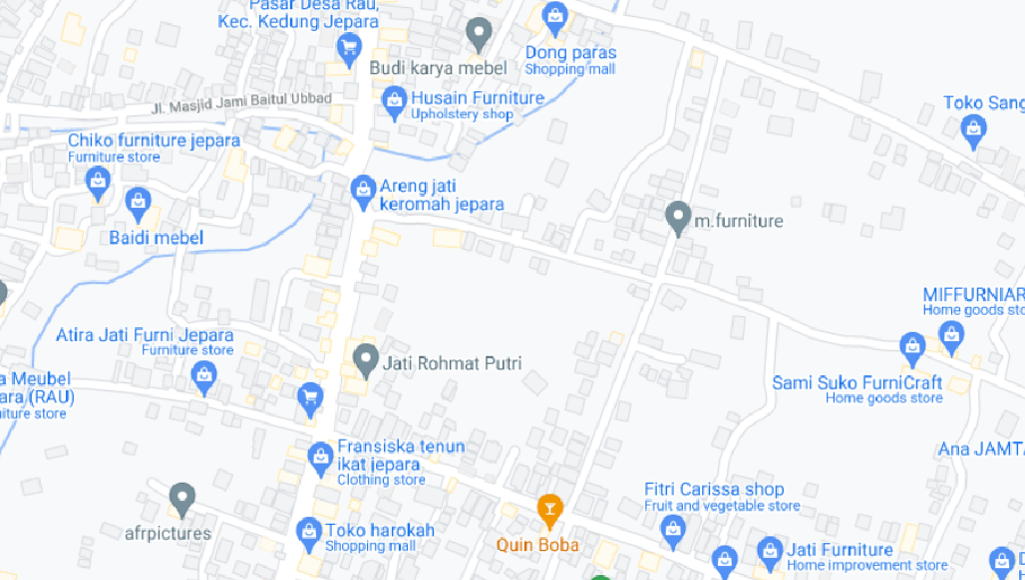 Pasar Desa Rau,
Kec. Kedung Jepara
Budi karya mebel
Dong paras
Shopping mall
Jl. Masjid Jami Baitul Ubbad
Husain Furniture
Upholstery shop
Toko Sang
Chiko furniture jepara
Furniture store
Areng jati
keromah jepara
Baidi mebel
m.furniture
MIFFURNIAR
Home goods sto
Atira Jati Furni Jepara
Furniture store
Jati Rohmat Putri
a Meubel
ara (RAU)
niture store
Sami Suko FurniCraft
Home goods store
Fransiska tenun
ikat jepara
Clothing store
Ana JAMTA
Fitri Carissa shop
Fruit and vegetable store
afrpictures
Toko harokah
Shopping mall
Quin Boba
Jati Furniture
Home improvement store